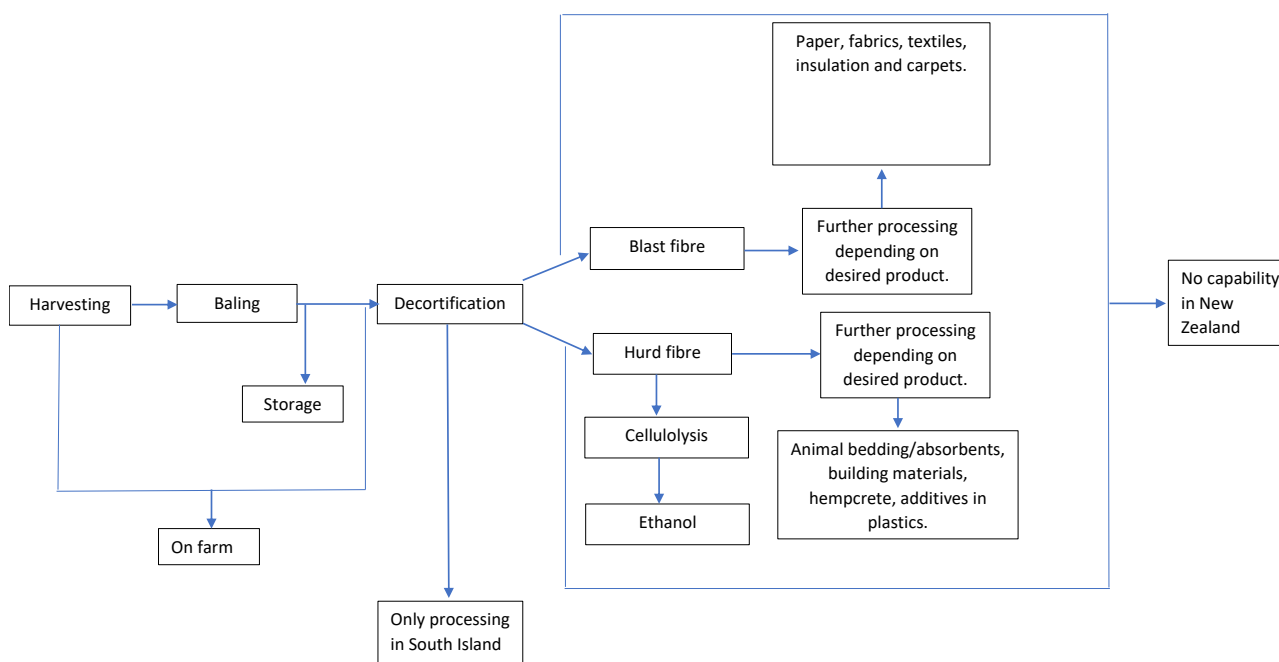 Paper, fabrics, textiles,
insulation and carpets.
Blast fibre
Further processing
depending on
desired product.
Harvesting
Baling
Decortification
No capability
in New
Zealand
Hurd fibre
Further processing
depending on
desired product.
Storage
Cellulolysis
Animal bedding/absorbents,
building materials,
hempcrete, additives in
plastics.
Ethanol
On farm
Only processing
in South Island